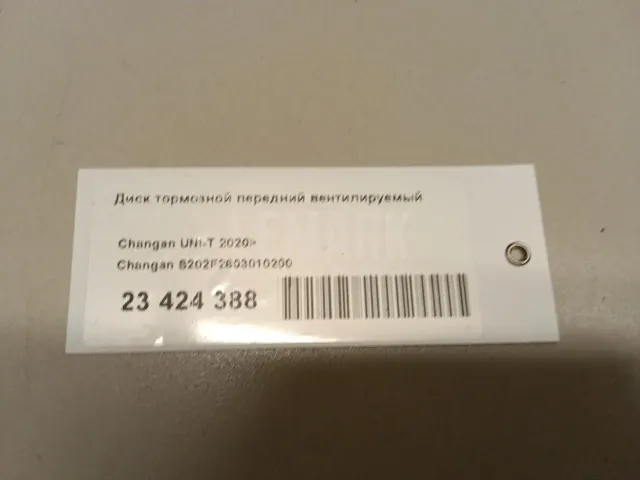 Диск тормозной передний вентилируемый
Changan UNI-T 2020>
Changan S202F2603010200
23 424 388